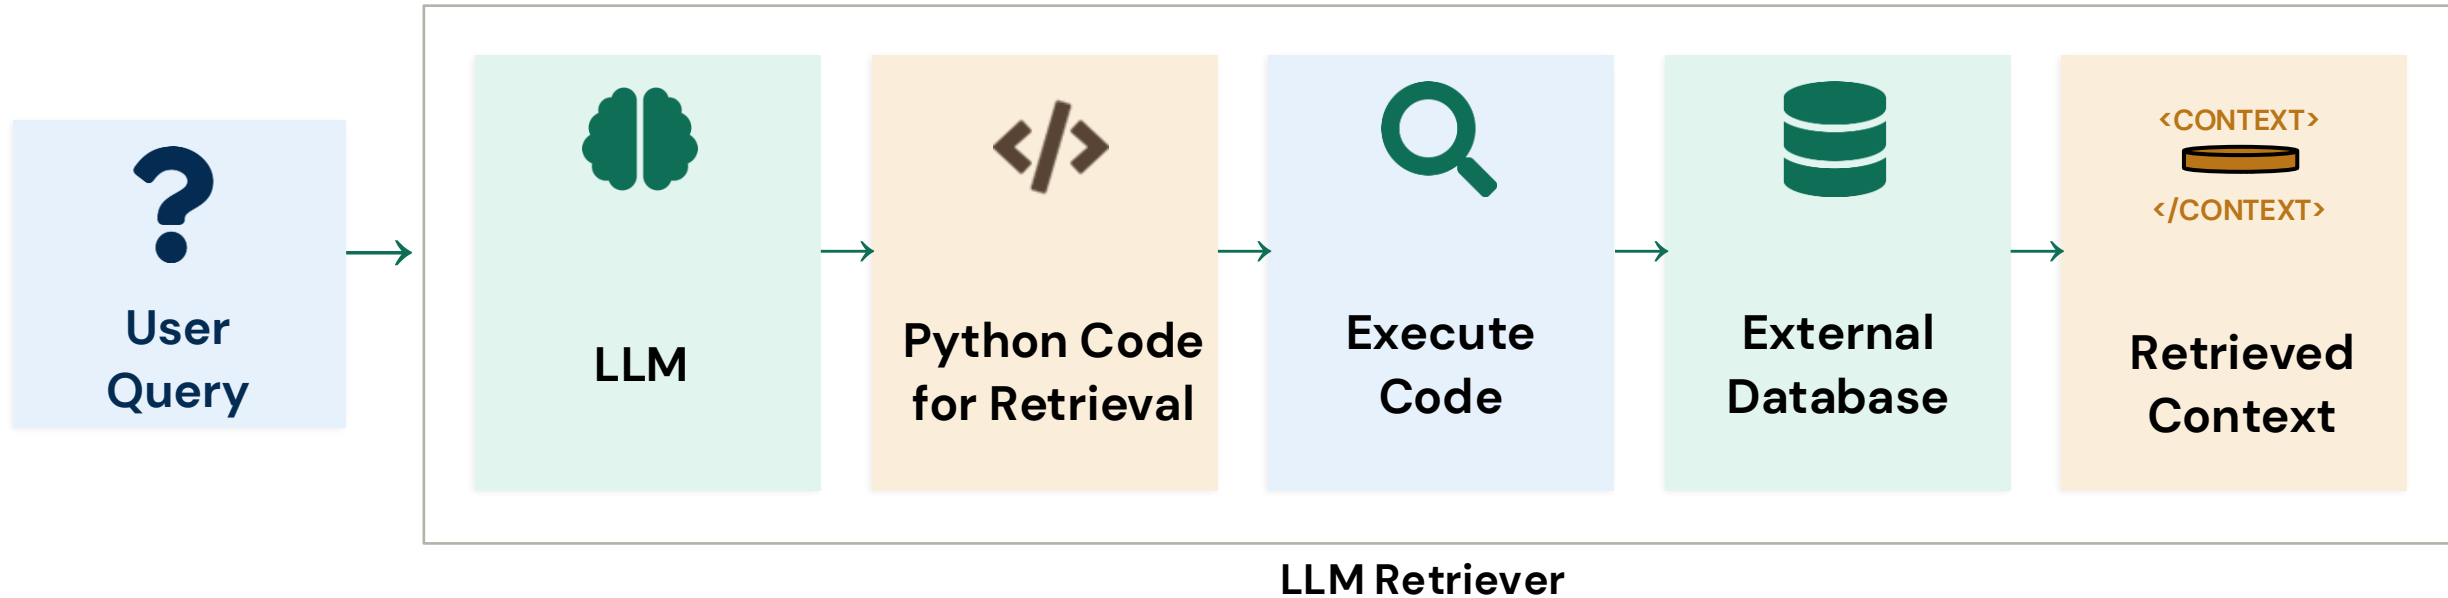 User
Query
LLM
Python Code
for Retrieval
Execute
Code
External
Database
<CONTEXT>
</CONTEXT>
Retrieved
Context
LLM Retriever